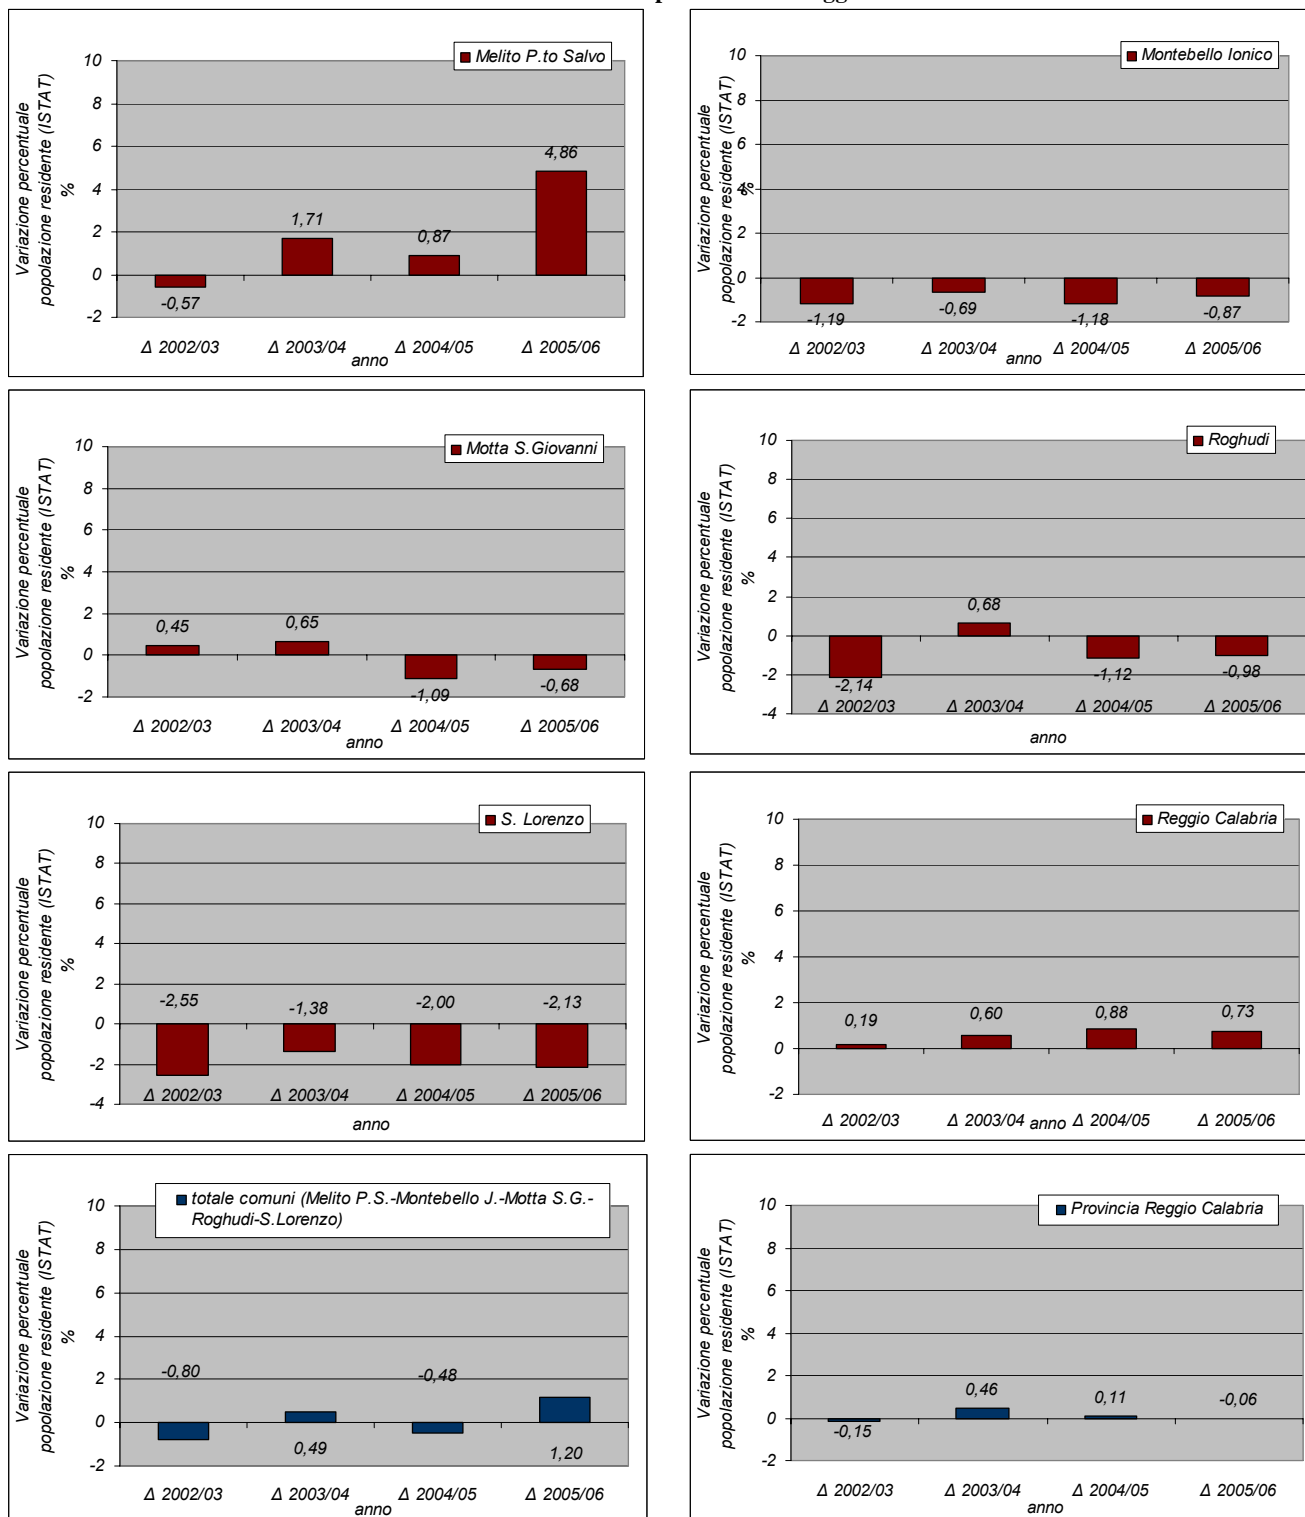 Melito P.to Salvo
Variazione percentuale
popolazione residente (ISTAT)
%
10
8
6
4
2
0
-2
-0,57
1,71
0,87
4,86
Δ 2002/03
Δ 2003/04
Δ 2004/05
Δ 2005/06
anno
Montebello Ionico
Variazione percentuale
popolazione residente (ISTAT)
%
10
8
6
4
2
0
-2
-1,19
-0,69
-1,18
-0,87
Δ 2002/03
Δ 2003/04
Δ 2004/05
Δ 2005/06
anno
Motta S.Giovanni
Variazione percentuale
popolazione residente (ISTAT)
%
10
8
6
4
2
0
-2
0,45
0,65
-1,09
-0,68
Δ 2002/03
Δ 2003/04
Δ 2004/05
Δ 2005/06
anno
Roghudi
Variazione percentuale
popolazione residente (ISTAT)
%
10
8
6
4
2
0
-2
-4
-2,14
0,68
-1,12
-0,98
Δ 2002/03
Δ 2003/04
Δ 2004/05
Δ 2005/06
anno
S. Lorenzo
Variazione percentuale
popolazione residente (ISTAT)
%
10
8
6
4
2
0
-2
-4
-2,55
-1,38
-2,00
-2,13
Δ 2002/03
Δ 2003/04
Δ 2004/05
Δ 2005/06
anno
Reggio Calabria
Variazione percentuale
popolazione residente (ISTAT)
%
10
8
6
4
2
0
-2
0,19
0,60
0,88
0,73
Δ 2002/03
Δ 2003/04
Δ 2004/05
Δ 2005/06
anno
totale comuni (Melito P.S.-Montebello J.-Motta S.G.-
Roghudi-S.Lorenzo)
Variazione percentuale
popolazione residente (ISTAT)
%
10
8
6
4
2
0
-2
-0,80
0,49
-0,48
1,20
Δ 2002/03
Δ 2003/04
Δ 2004/05
Δ 2005/06
anno
Provincia Reggio Calabria
Variazione percentuale
popolazione residente (ISTAT)
%
10
8
6
4
2
0
-2
-0,15
0,46
0,11
-0,06
Δ 2002/03
Δ 2003/04
Δ 2004/05
Δ 2005/06
anno